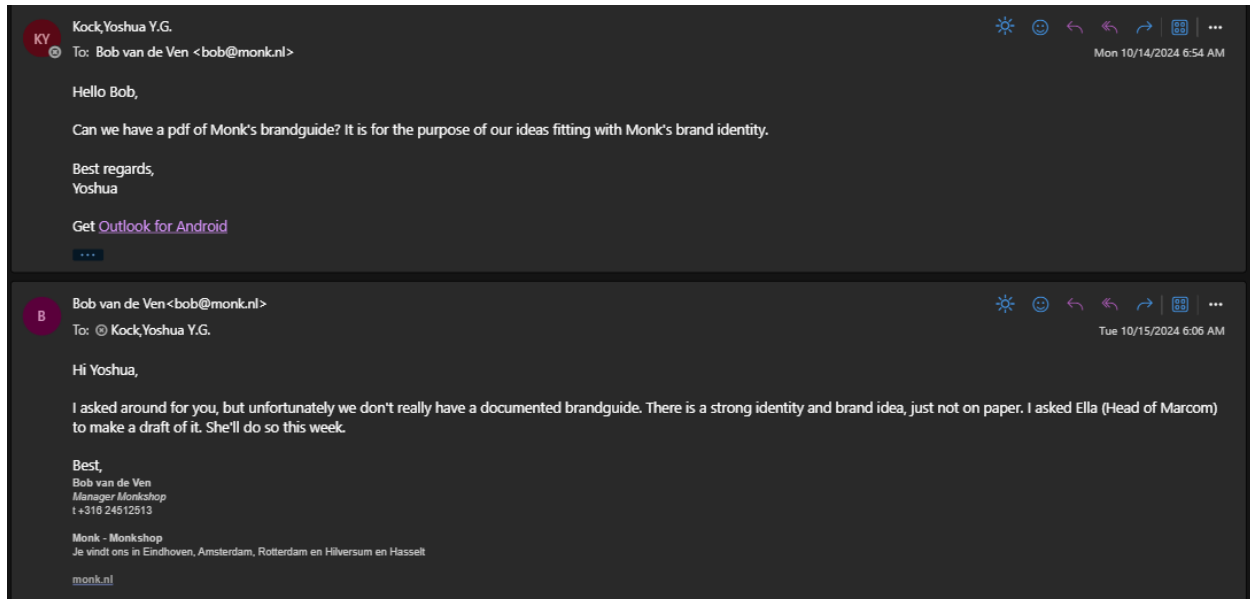 KY
Kock,Yoshua Y.G.
To: Bob van de Ven <bob@monk.nl>
Mon 10/14/2024 6:54 AM
Hello Bob,
Can we have a pdf of Monk's brandguide? It is for the purpose of our ideas fitting with Monk's brand identity.
Best regards,
Yoshua
Get Outlook for Android
B
Bob van de Ven<bob@monk.nl>
To: Kock,Yoshua Y.G.
Tue 10/15/2024 6:06 AM
Hi Yoshua,
I asked around for you, but unfortunately we don't really have a documented brandguide. There is a strong identity and brand idea, just not on paper. I asked Ella (Head of Marcom)
to make a draft of it. She'll do so this week.
Best,
Bob van de Ven
Manager Monkshop
t +316 24512513
Monk - Monkshop
Je vindt ons in Eindhoven, Amsterdam, Rotterdam en Hilversum en Hasselt
monk.nl